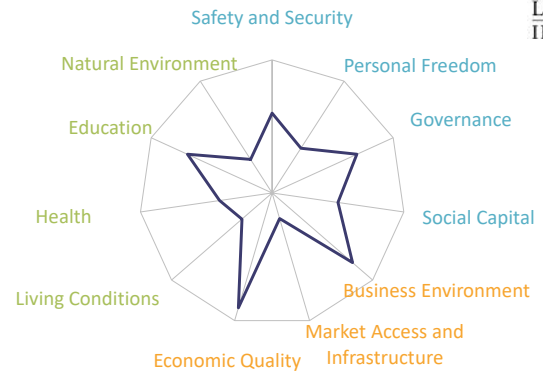 Safety and Security
Natural Environment
Personal Freedom
Education
Governance
Health
Social Capital
Living Conditions
Business Environment
Market Access and
Infrastructure
Economic Quality